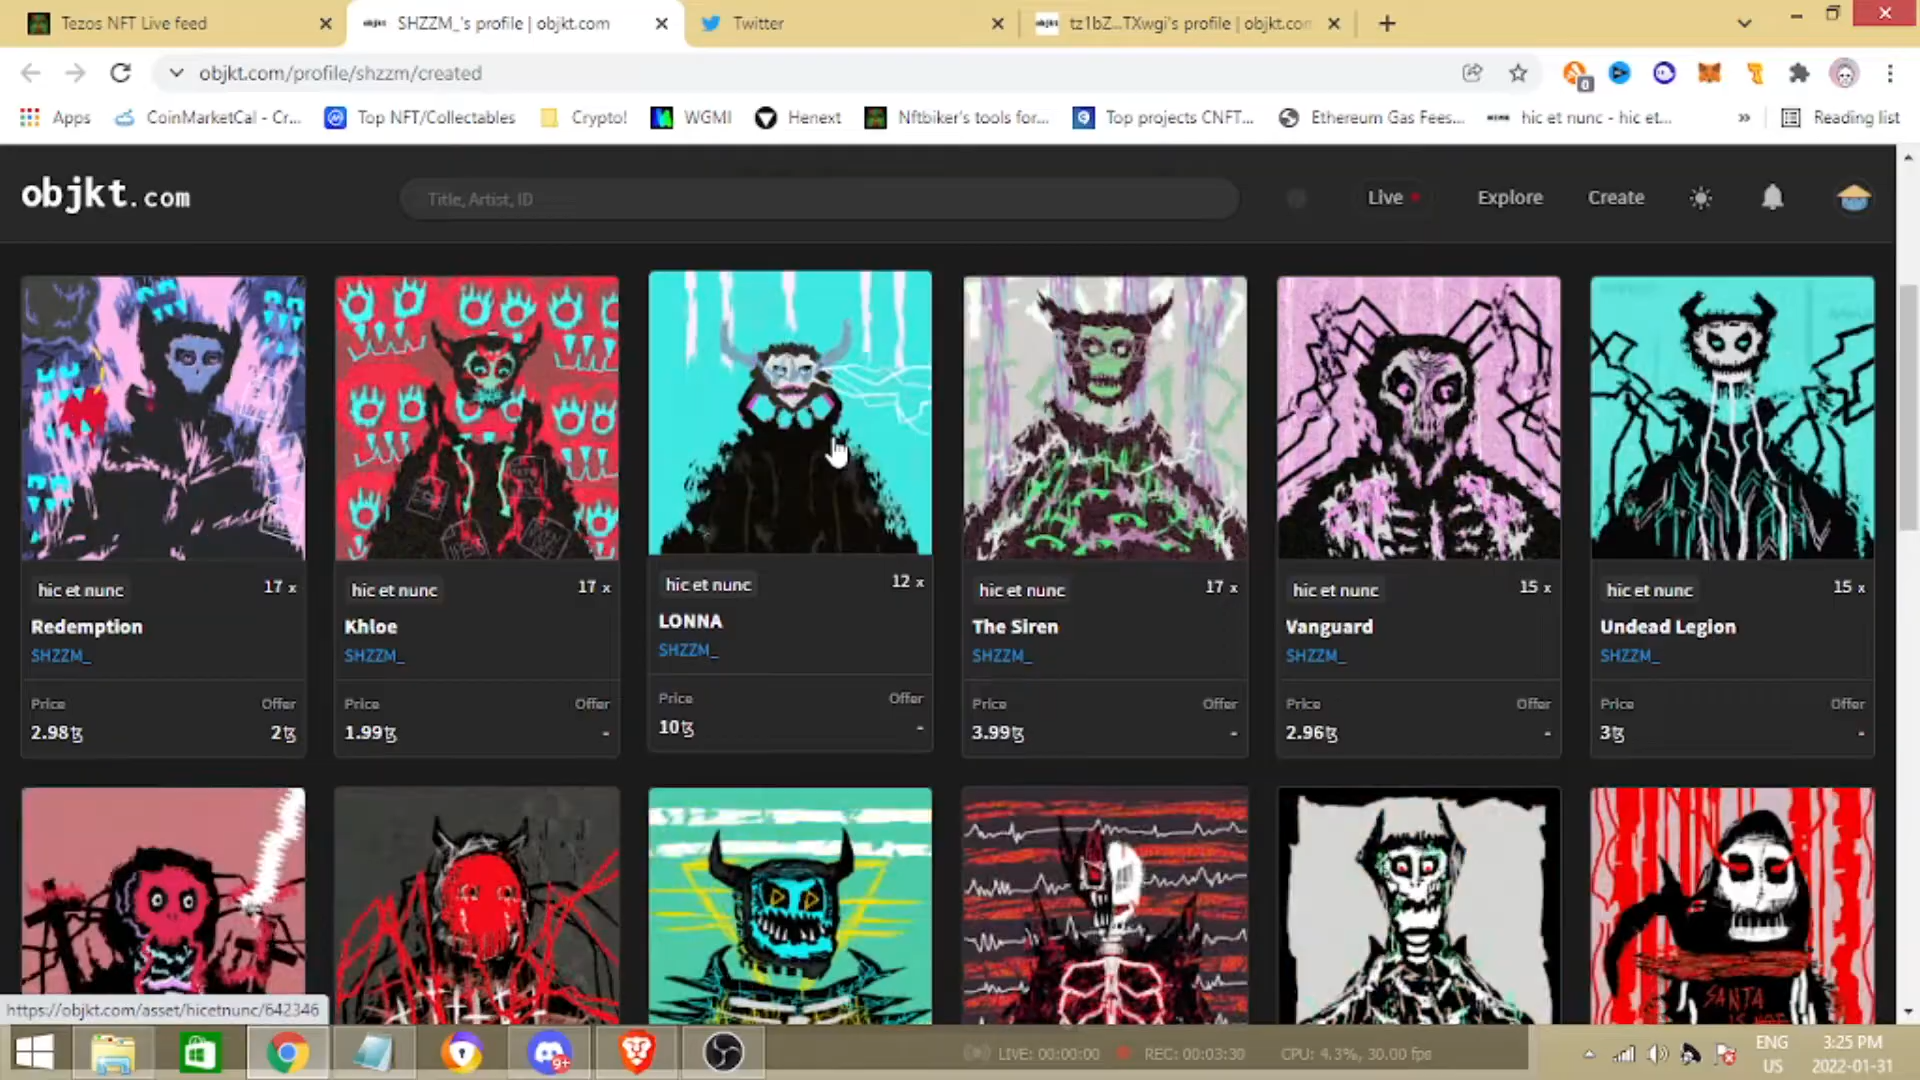 Tezos NFT Live feed
SHZZM_'s profile | objkt.com
Twitter
tz1bZ...TXwgi's profile | objkt.com
objkt.com/profile/shzzm/created
0
Apps
CoinMarketCal - Cr...
Top NFT/Collectables
Crypto!
WGMI
Henext
Nftbiker's tools for...
Top projects CNFT...
Ethereum Gas Fees...
hic et nunc - hic et...
»
Reading list
objkt.com
Title, Artist, ID
Live
Explore
Create
hic et nunc 17 x
Redemption
SHZZM_
Price Offer
2.98ꜩ 2ꜩ
hic et nunc 17 x
Khloe
SHZZM_
Price Offer
1.99ꜩ -
hic et nunc 12 x
LONNA
SHZZM_
Price Offer
10ꜩ -
hic et nunc 17 x
The Siren
SHZZM_
Price Offer
3.99ꜩ -
hic et nunc 15 x
Vanguard
SHZZM_
Price Offer
2.96ꜩ -
hic et nunc 15 x
Undead Legion
SHZZM_
Price Offer
3ꜩ -
SANTA
https://objkt.com/asset/hicetnunc/642346
9+
LIVE: 00:00:00
REC: 00:03:30
CPU: 4.3%, 30.00 fps
ENG
US
3:25 PM
2022-01-31